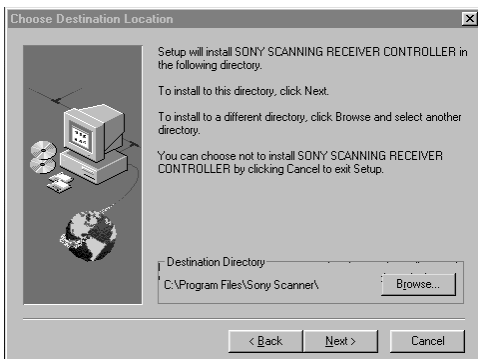 Choose Destination Location
Setup will install SONY SCANNING RECEIVER CONTROLLER in
the following directory.
To install to this directory, click Next.
To install to a different directory, click Browse and select another
directory.
You can choose not to install SONY SCANNING RECEIVER
CONTROLLER by clicking Cancel to exit Setup.
Destination Directory
C:\Program Files\Sony Scanner\
Browse...
< Back
Next >
Cancel